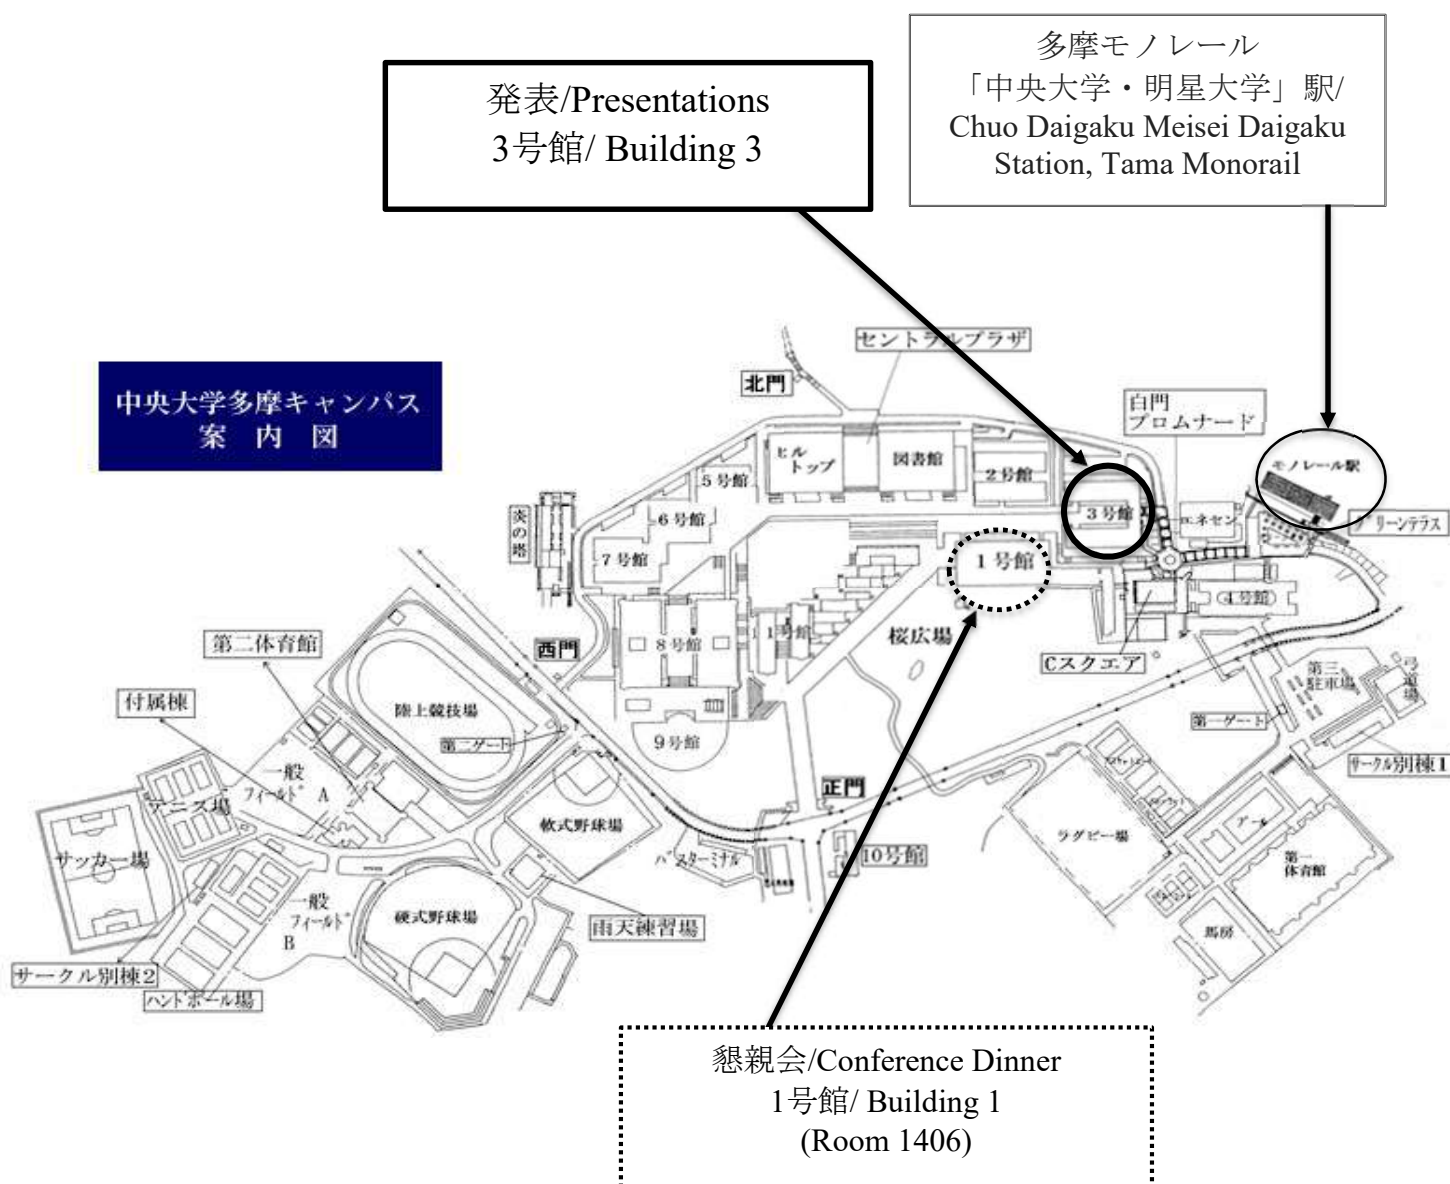 多摩モノレール
「中央大学・明星大学」駅/
Chuo Daigaku Meisei Daigaku
Station, Tama Monorail
発表/Presentations
3号館/ Building 3
中央大学多摩キャンパス
案 内 図
セントラルプラザ
北門
白門
プロムナード
ヒル
トップ
図書館
2号館
3号館
モノレール駅
グリーンテラス
エネセン
5号館
6号館
7号館
炎の塔
1号館
4号館
Cスクエア
桜広場
8号館
11号館
9号館
西門
第二体育館
付属棟
陸上競技場
第二ゲート
一般
フィールド A
テニス場
サッカー場
サークル別棟2
ハンドボール場
一般
フィールド
B
硬式野球場
軟式野球場
雨天練習場
バスターミナル
正門
10号館
第一ゲート
第三
駐車場
弓道場
サークル別棟1
ラグビー場
プール
第一
体育館
馬房
懇親会/Conference Dinner
1号館/ Building 1
(Room 1406)